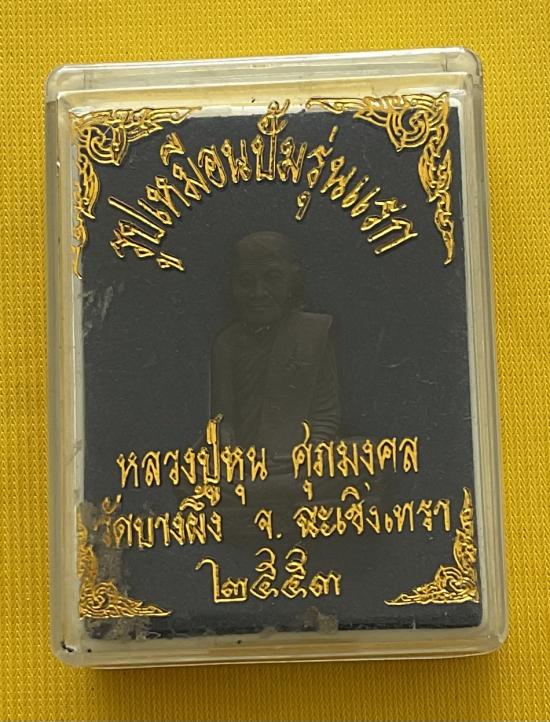 รูปเหมือนปั้มรุ่นแรก
หลวงปู่หุน ศุภมงคล
วัดบางผึ้ง จ. ฉะเชิงเทรา
๒๕๕๓